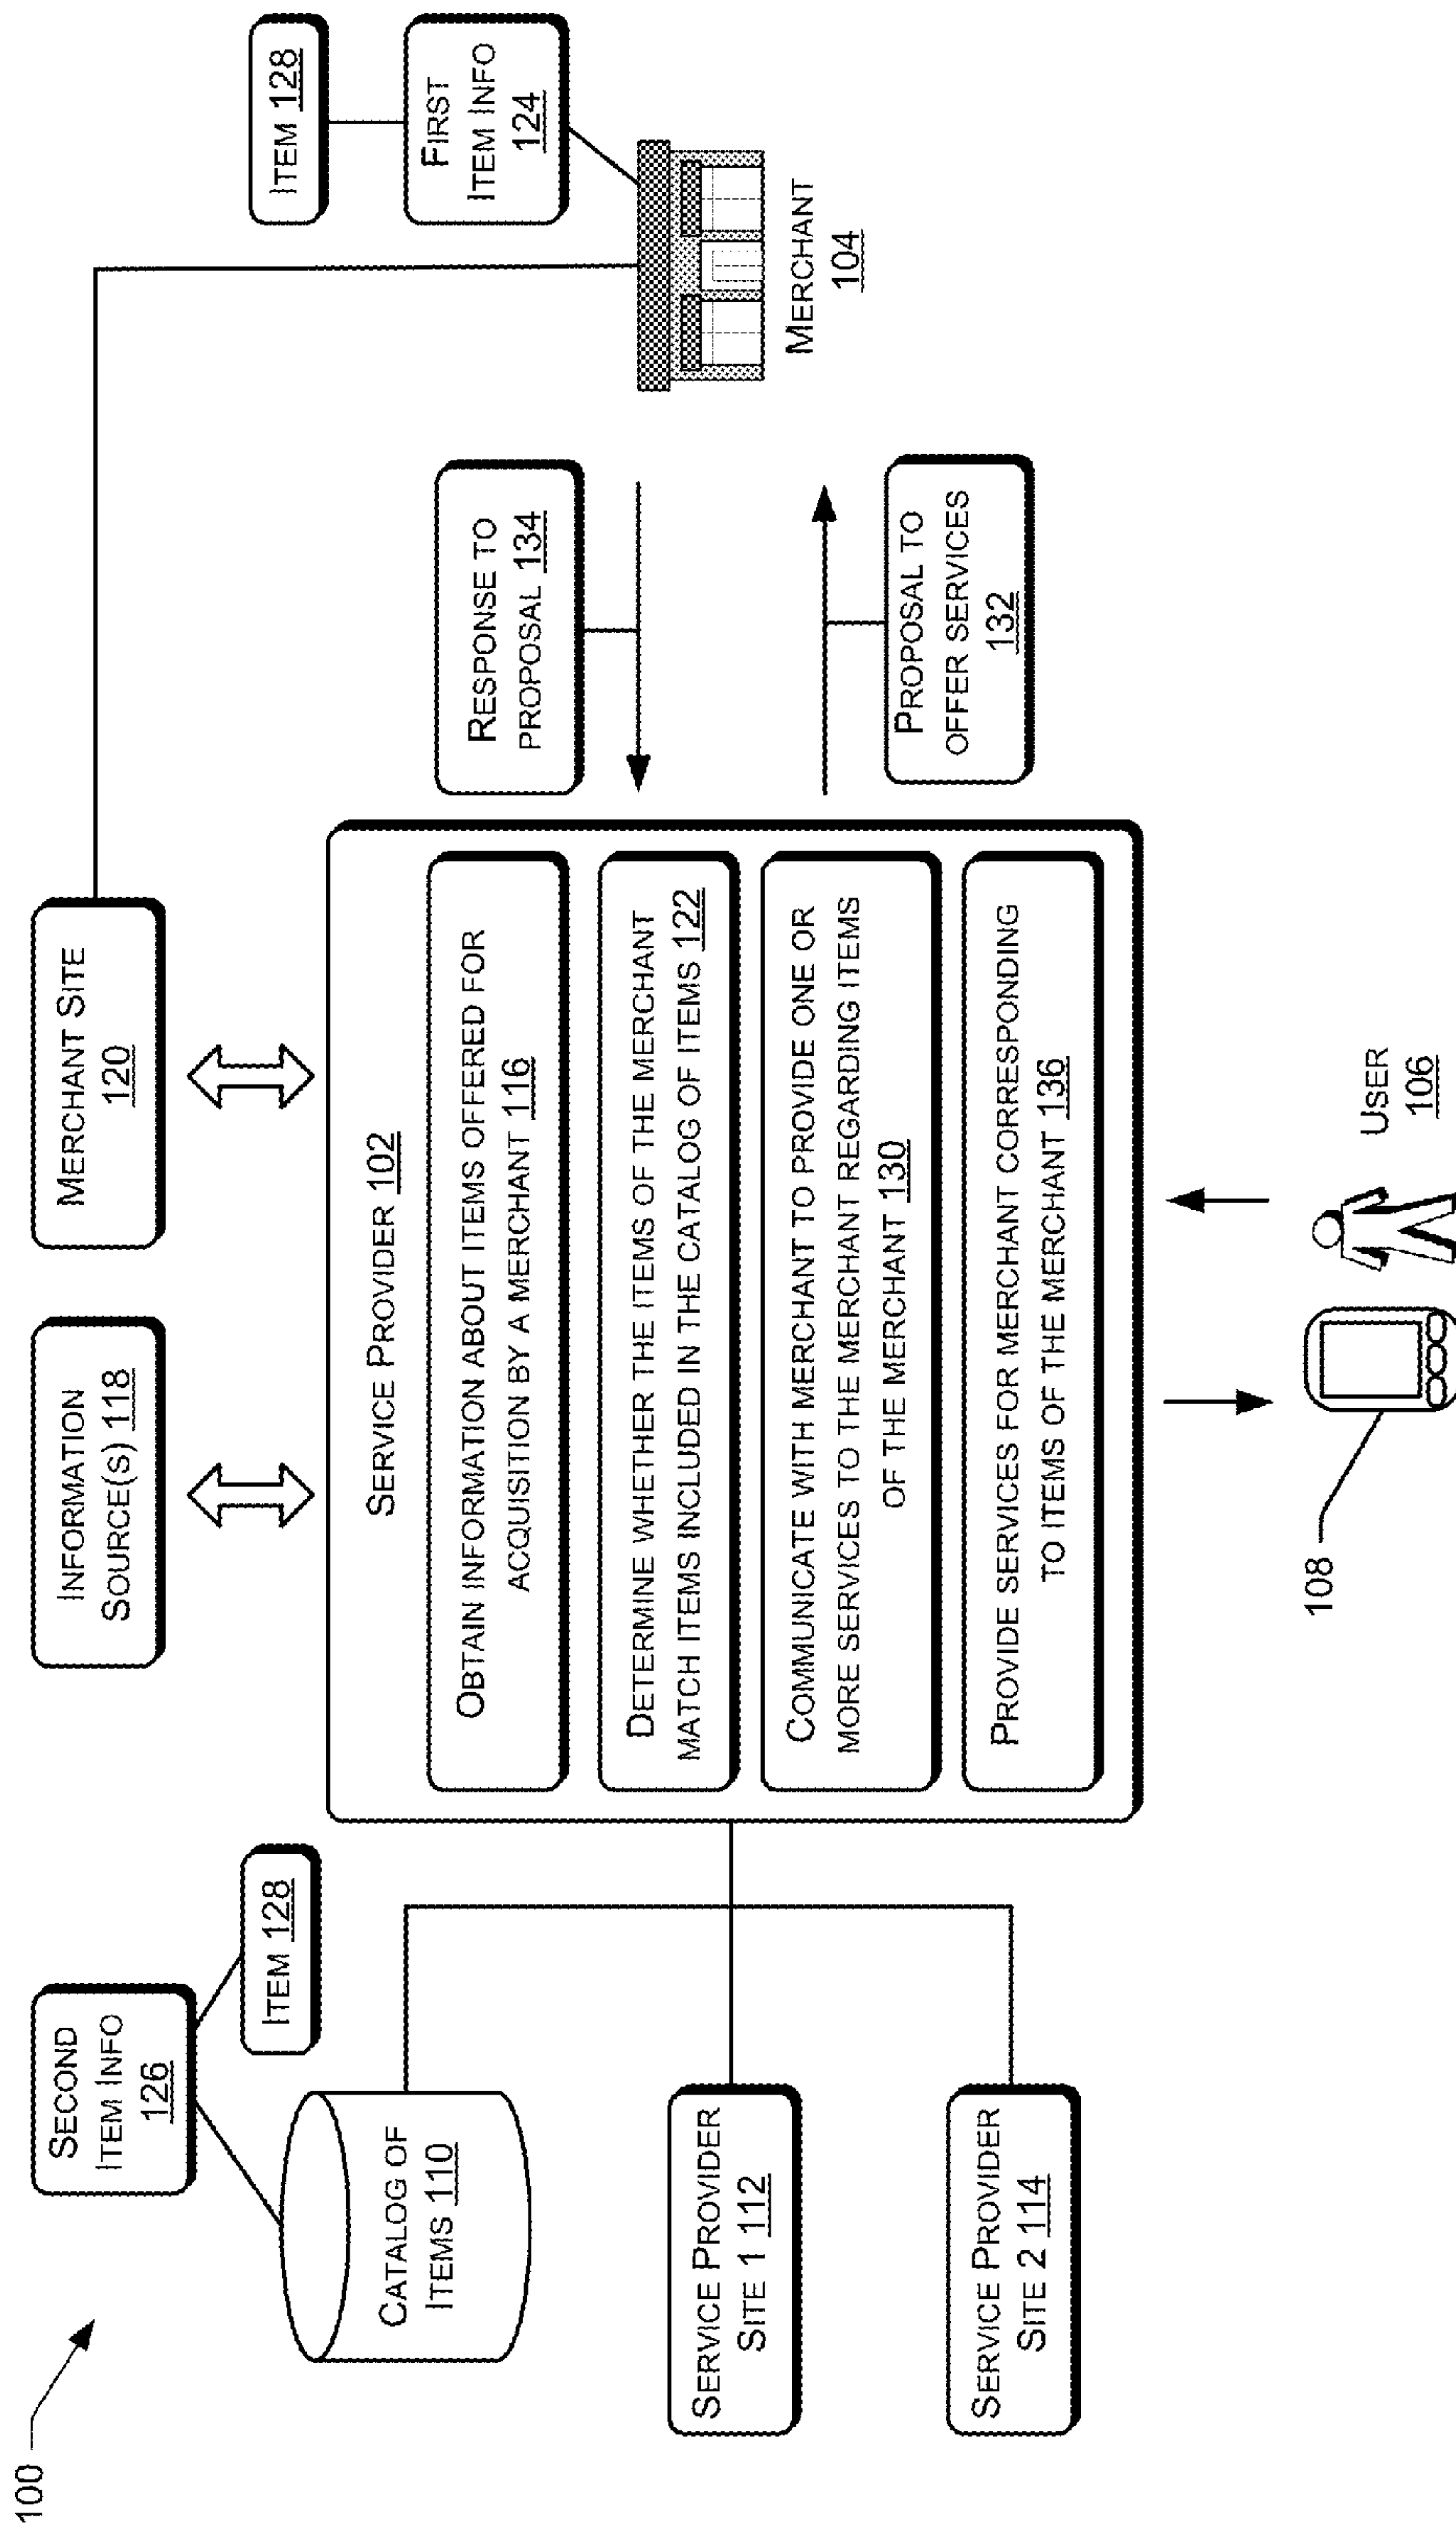 100
SECOND
ITEM INFO
126
ITEM 128
CATALOG OF
ITEMS 110
SERVICE PROVIDER
SITE 1 112
SERVICE PROVIDER
SITE 2 114
INFORMATION
SOURCE(S) 118
MERCHANT SITE
120
SERVICE PROVIDER 102
OBTAIN INFORMATION ABOUT ITEMS OFFERED FOR
ACQUISITION BY A MERCHANT 116
DETERMINE WHETHER THE ITEMS OF THE MERCHANT
MATCH ITEMS INCLUDED IN THE CATALOG OF ITEMS 122
COMMUNICATE WITH MERCHANT TO PROVIDE ONE OR
MORE SERVICES TO THE MERCHANT REGARDING ITEMS
OF THE MERCHANT 130
PROVIDE SERVICES FOR MERCHANT CORRESPONDING
TO ITEMS OF THE MERCHANT 136
108
USER
106
RESPONSE TO
PROPOSAL 134
PROPOSAL TO
OFFER SERVICES
132
ITEM 128
FIRST
ITEM INFO
124
MERCHANT
104